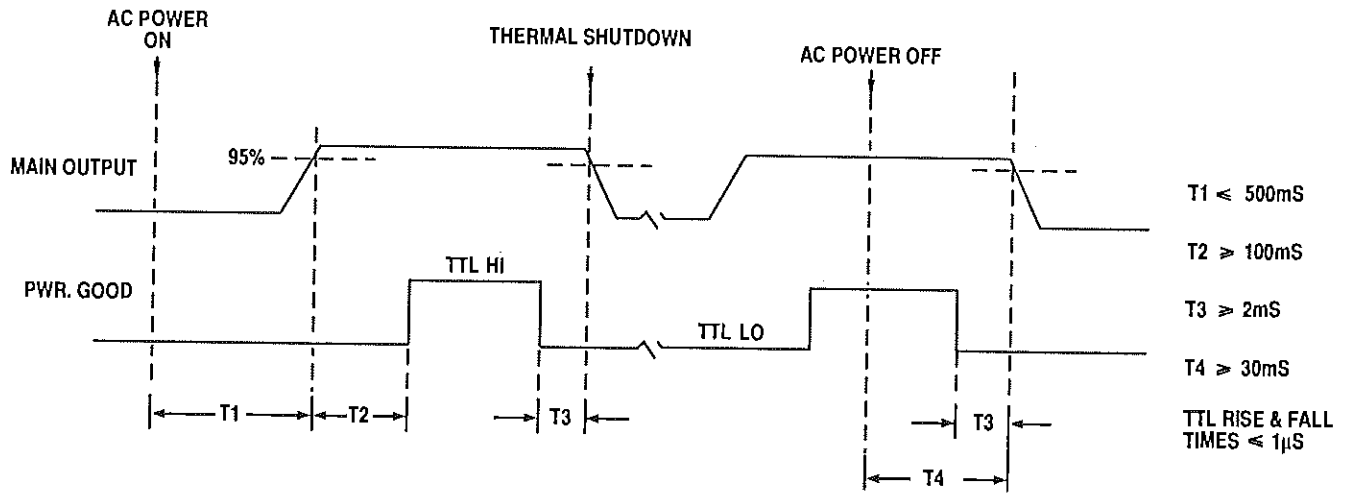 AC POWER
ON
THERMAL SHUTDOWN
AC POWER OFF
MAIN OUTPUT
95%
T1 ⩽ 500mS
T2 ⩾ 100mS
PWR. GOOD
TTL HI
TTL LO
T3 ⩾ 2mS
T4 ⩾ 30mS
T1
T2
T3
T3
TTL RISE & FALL
TIMES ⩽ 1µS
T4